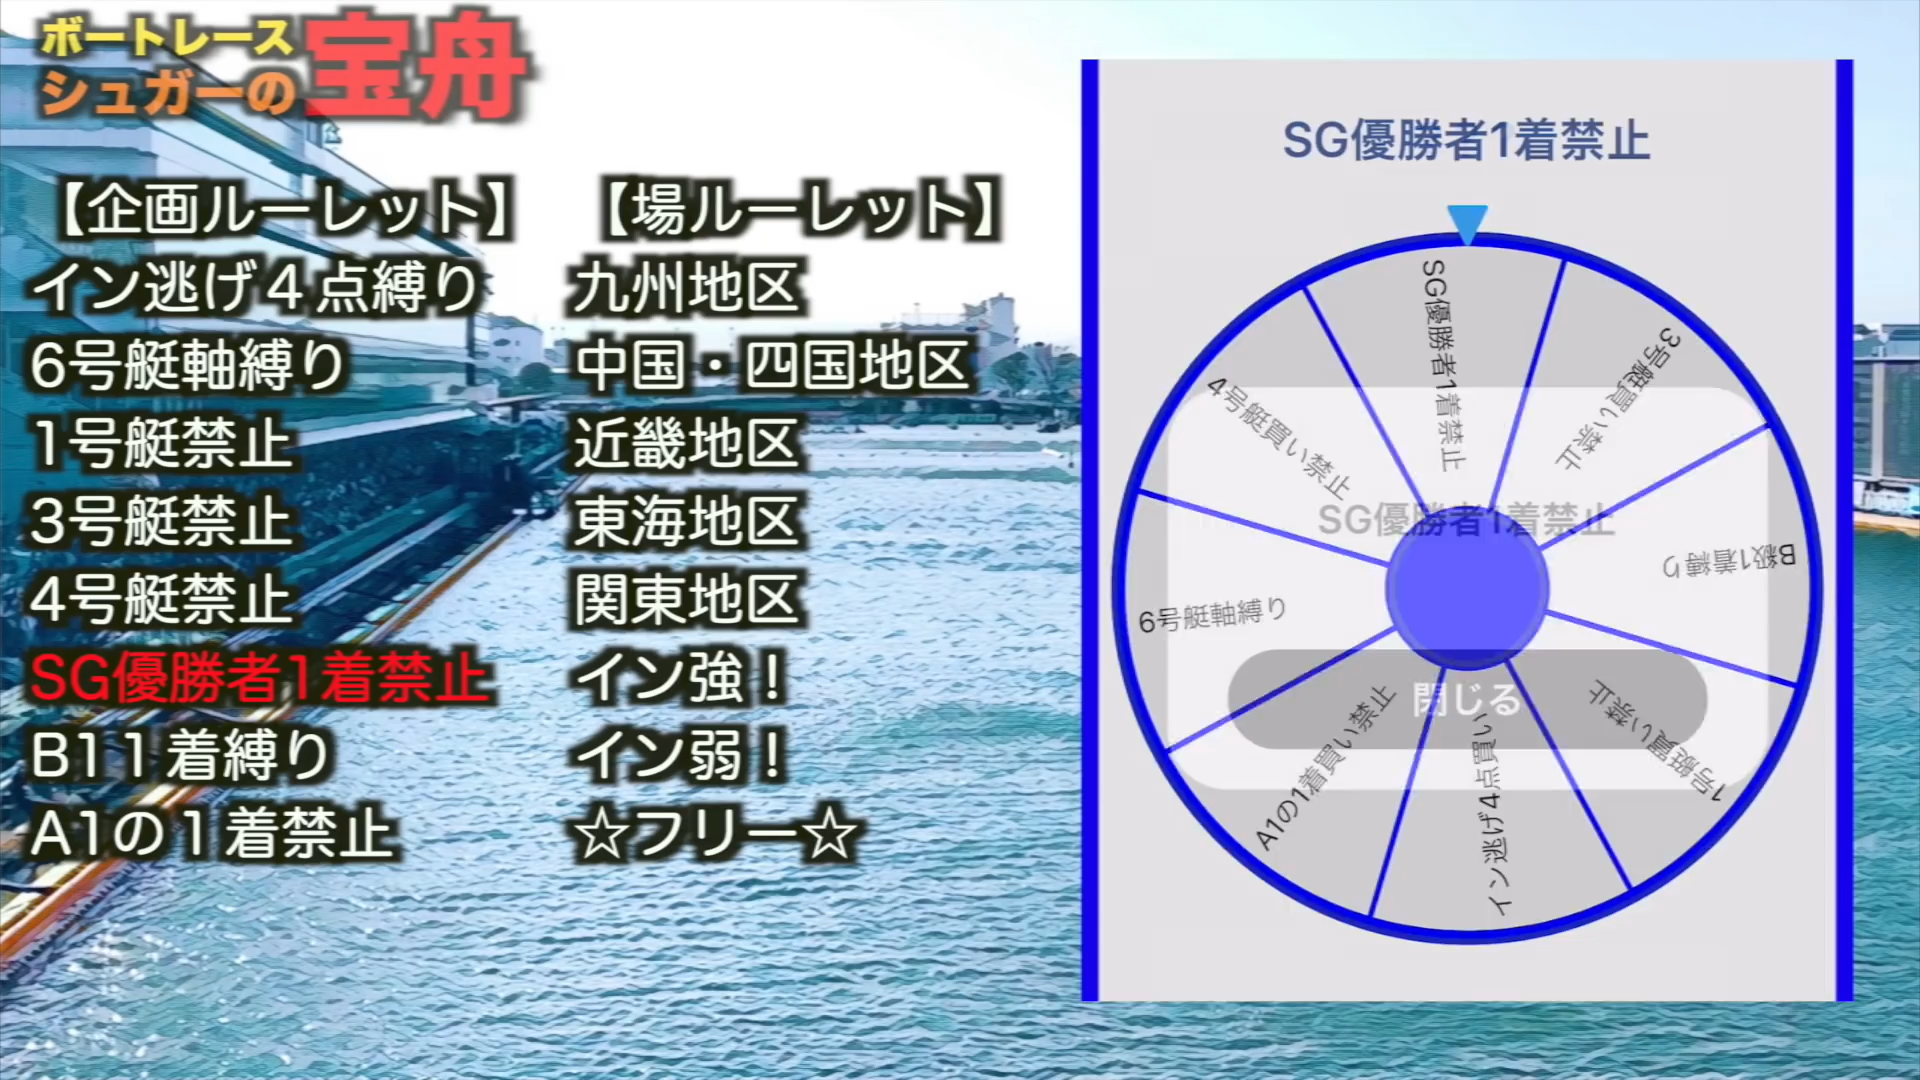 ボートレース
シュガーの宝舟
【企画ルーレット】
イン逃げ４点縛り
6号艇軸縛り
1号艇禁止
3号艇禁止
4号艇禁止
SG優勝者1着禁止
B11着縛り
A1の1着禁止
【場ルーレット】
九州地区
中国・四国地区
近畿地区
東海地区
関東地区
イン強！
イン弱！
☆フリー☆
SG優勝者1着禁止
SG優勝者1着禁止
3号艇買い禁止
B級1着縛り
1号艇買い禁止
イン逃げ4点買い
A1の1着買い禁止
6号艇軸縛り
4号艇買い禁止
SG優勝者1着禁止
閉じる